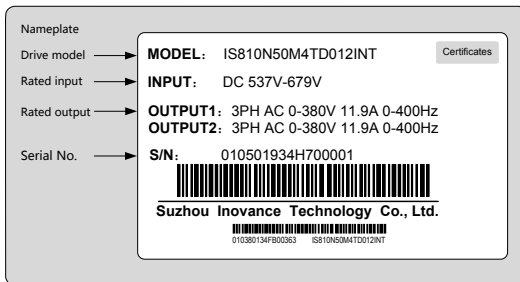 Nameplate
Drive model
MODEL: IS810N50M4TD012INT
Certificates
Rated input
INPUT: DC 537V-679V
Rated output
OUTPUT1: 3PH AC 0-380V 11.9A 0-400Hz
OUTPUT2: 3PH AC 0-380V 11.9A 0-400Hz
Serial No.
S/N: 010501934H700001
Suzhou Inovance Technology Co., Ltd.
010380134FB00363 IS810N50M4TD012INT